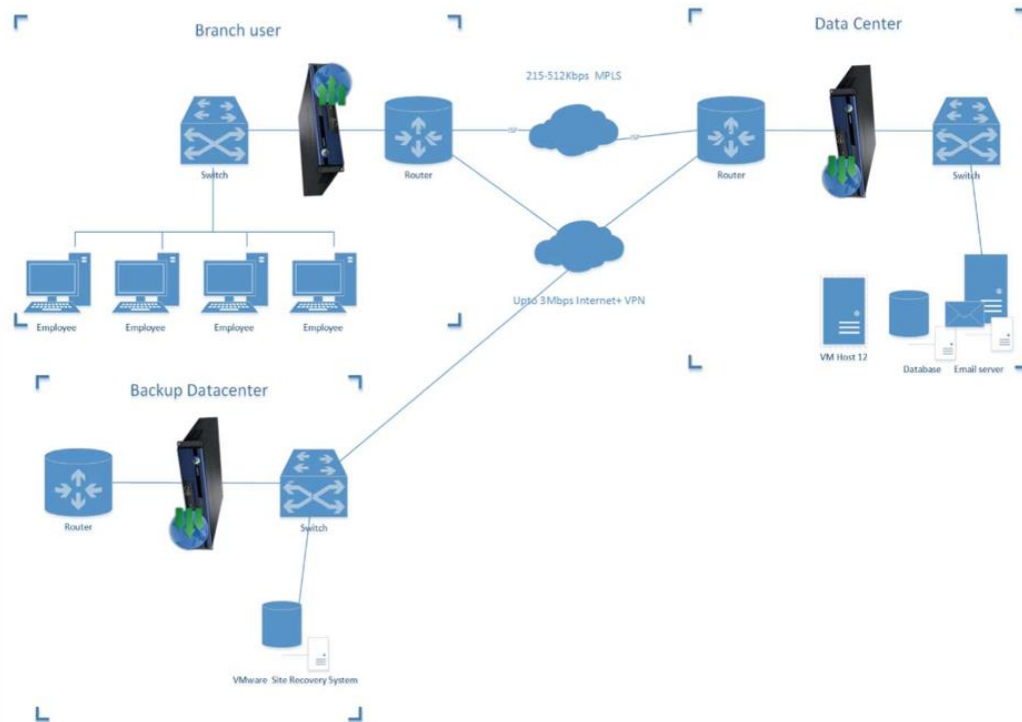 Branch user
Data Center
215-512Kbps MPLS
Switch
Router
Router
Switch
Upto 3Mbps Internet+ VPN
Employee
Employee
Employee
Employee
VM Host 12
Database
Email server
Backup Datacenter
Router
Switch
VMware Site Recovery System